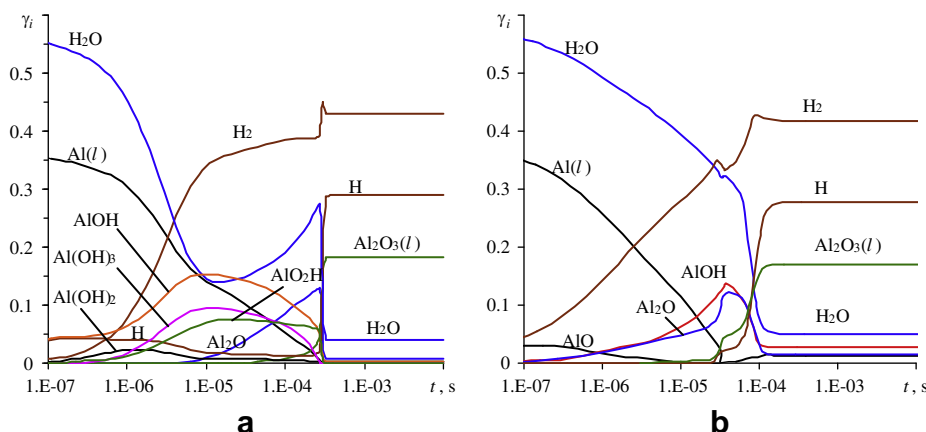 γi
0.5
0.4
0.3
0.2
0.1
0
H2O
Al(l)
AlOH
Al(OH)3
Al(OH)2
H
H2
AlO2H
Al2O
H
Al2O3(l)
H2O
1.E-07 1.E-06 1.E-05 1.E-04 1.E-03 t, s
a
γi
0.5
0.4
0.3
0.2
0.1
0
H2O
Al(l)
AlO
Al2O
AlOH
H2
H
Al2O3(l)
H2O
1.E-07 1.E-06 1.E-05 1.E-04 1.E-03 t, s
b